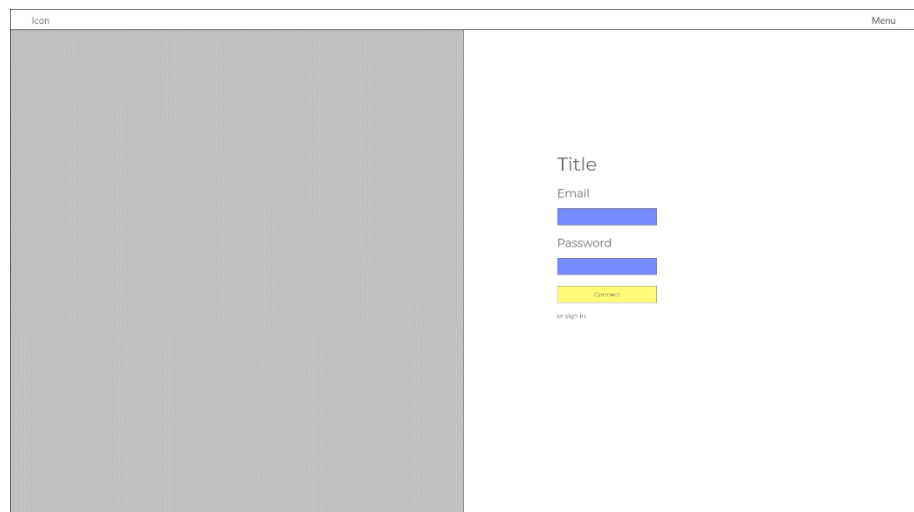 Icon
Menu
Title
Email
Password
Connect
or sign in